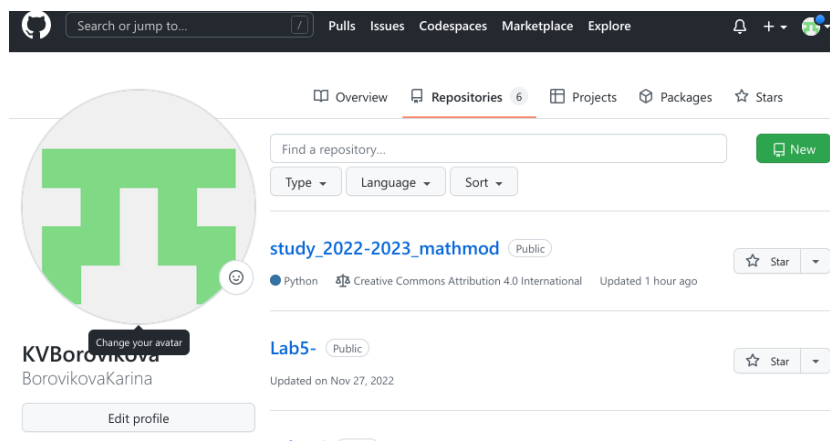 Search or jump to... / Pulls Issues Codespaces Marketplace Explore
Overview Repositories 6 Projects Packages Stars
Find a repository... New
Type Language Sort
study_2022-2023_mathmod Public
Star
Python Creative Commons Attribution 4.0 International Updated 1 hour ago
Change your avatar
KVBorovikova
BorovikovaKarina
Edit profile
Lab5- Public
Star
Updated on Nov 27, 2022